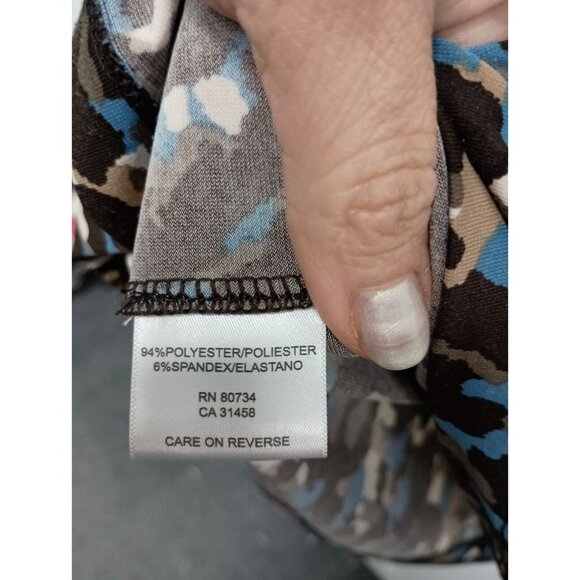 94%POLYESTER/POLIESTER
6%SPANDEX/ELASTANO
RN 80734
CA 31458
CARE ON REVERSE